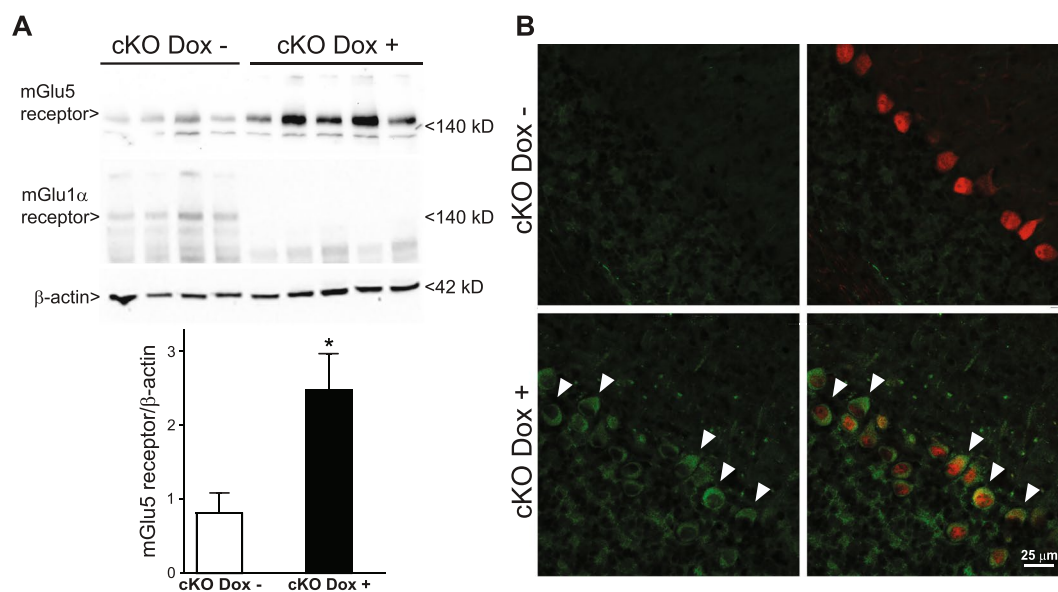 A
cKO Dox -
cKO Dox +
mGlu5
receptor>
<140 kD
mGlu1α
receptor>
<140 kD
β-actin>
<42 kD
mGlu5 receptor/β-actin
3
2
1
0
*
cKO Dox -
cKO Dox +
B
cKO Dox -
cKO Dox +
25 μm